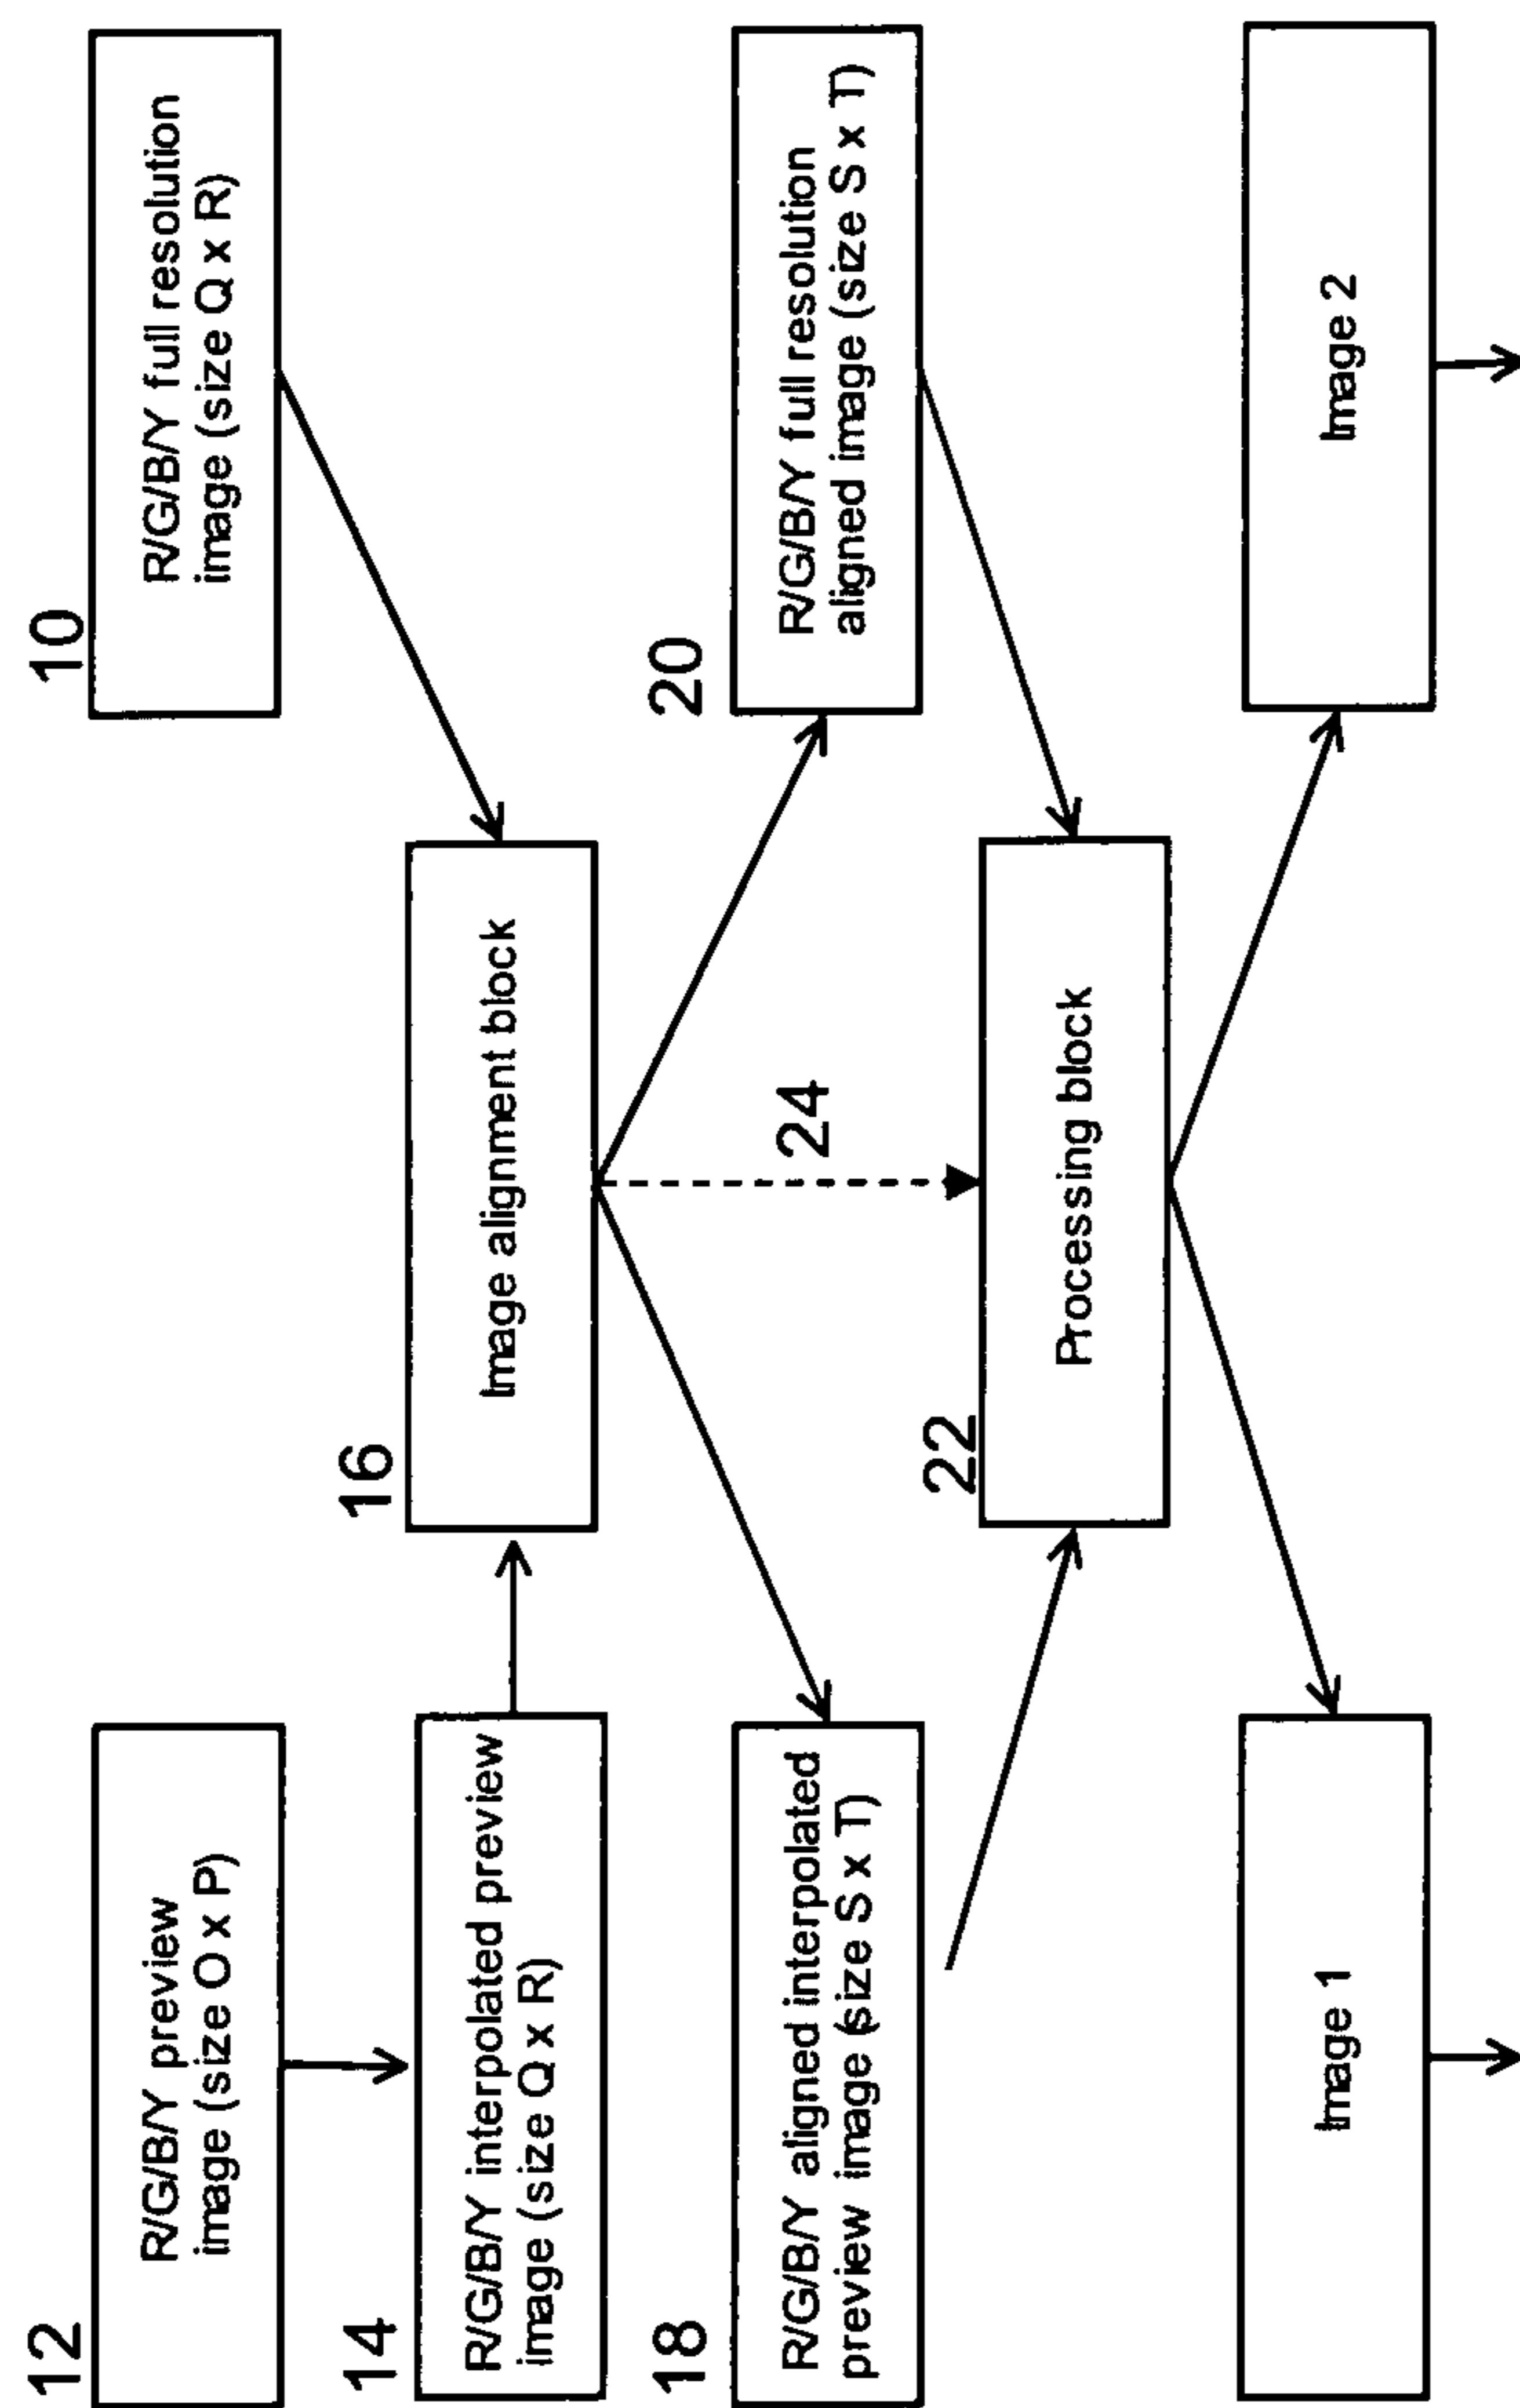 12
R/G/B/Y preview
image (size O x P)
10
R/G/B/Y full resolution
image (size Q x R)
14
R/G/B/Y interpolated preview
image (size Q x R)
16
Image alignment block
18
R/G/B/Y aligned interpolated
preview image (size S x T)
24
20
R/G/B/Y full resolution
aligned image (size S x T)
22
Processing block
Image 1
Image 2